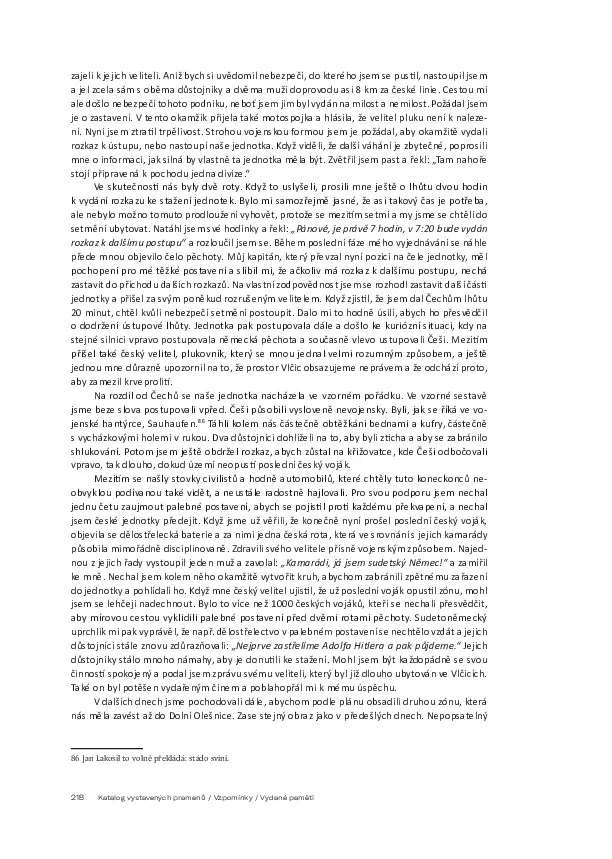 zajeli k jejich veliteli. Aniž bych si uvědomil nebezpečí, do kterého jsem se pustil, nastoupil jsem
a jel zcela sám s oběma důstojníky a dvěma muži doprovodu asi 8 km za české linie. Cestou mi
ale došlo nebezpečí tohoto podniku, neboť jsem jim byl vydán na milost a nemilost. Požádal jsem
je o zastavení. V tento okamžik přijela také motospojka a hlásila, že velitel pluku není k naleze-
ní. Nyní jsem ztratil trpělivost. Strohou vojenskou formou jsem je požádal, aby okamžitě vydali
rozkaz k ústupu, nebo nastoupí naše jednotka. Když viděli, že další váhání je zbytečné, poprosili
mne o informaci, jak silná by vlastně ta jednotka měla být. Zvětřil jsem past a řekl: „Tam nahoře
stojí připravená k pochodu jedna divize.“
Ve skutečnosti nás byly dvě roty. Když to uslyšeli, prosili mne ještě o lhůtu dvou hodin
k vydání rozkazu ke stažení jednotek. Bylo mi samozřejmě jasné, že asi takový čas je potřeba,
ale nebylo možno tomuto prodloužení vyhovět, protože se mezitím setmí a my jsme se chtěli do
setmění ubytovat. Natáhl jsem své hodinky a řekl: „Pánové, je právě 7 hodin, v 7:20 bude vydán
rozkaz k dalšímu postupu“ a rozloučil jsem se. Během poslední fáze mého vyjednávání se náhle
přede mnou objevilo čelo pěchoty. Můj kapitán, který převzal nyní pozici na čele jednotky, měl
pochopení pro mé těžké postavení a slíbil mi, že ačkoliv má rozkaz k dalšímu postupu, nechá
zastavit do příchodu dalších rozkazů. Na vlastní zodpovědnost jsem se rozhodl zastavit další části
jednotky a přišel za svým poněkud rozrušeným velitelem. Když zjistil, že jsem dal Čechům lhůtu
20 minut, chtěl kvůli nebezpečí setmění postoupit. Dalo mi to hodně úsilí, abych ho přesvědčil
o dodržení ústupové lhůty. Jednotka pak postupovala dále a došlo ke kuriózní situaci, kdy na
stejné silnici vpravo postupovala německá pěchota a současně vlevo ustupovali Češi. Mezitím
přišel také český velitel, plukovník, který se mnou jednal velmi rozumným způsobem, a ještě
jednou mne důrazně upozornil na to, že prostor Vlčic obsazujeme neprávem a že odchází proto,
aby zamezil krveprolití.
Na rozdíl od Čechů se naše jednotka nacházela ve vzorném pořádku. Ve vzorné sestavě
jsme beze slova postupovali vpřed. Češi působili vysloveně nevojensky. Byli, jak se říká ve vo-
jenské hantýrce, Sauhaufen.86 Táhli kolem nás částečně obtěžkáni bednami a kufry, částečně
s vycházkovými holemi v rukou. Dva důstojníci dohlíželi na to, aby byli zticha a aby se zabránilo
shlukování. Potom jsem ještě obdržel rozkaz, abych zůstal na křižovatce, kde Češi odbočovali
vpravo, tak dlouho, dokud území neopustí poslední český voják.
Mezitím se našly stovky civilistů a hodně automobilů, které chtěly tuto koneckonců ne-
obvyklou podívanou také vidět, a neustále radostně hajlovali. Pro svou podporu jsem nechal
jednu četu zaujmout palebné postavení, abych se pojistil proti každému překvapení, a nechal
jsem české jednotky předejít. Když jsme už věřili, že konečně nyní prošel poslední český voják,
objevila se dělostřelecká baterie a za ními jedna česká rota, která ve srovnání s jejich kamarády
působila mimořádně disciplinovaně. Zdravili svého velitele přísně vojenským způsobem. Najed-
nou z jejich řady vystoupil jeden muž a zavolal: „Kamarádi, já jsem sudetský Němec!“ a zamířil
ke mně. Nechal jsem kolem něho okamžitě vytvořit kruh, abychom zabránili zpětnému zařazení
do jednotky a pohlídali ho. Když mne český velitel ujistil, že už poslední voják opustil zónu, mohl
jsem se lehčeji nadechnout. Bylo to více než 1000 českých vojáků, kteří se nechali přesvědčit,
aby mírovou cestou vyklidili palebné postavení před dvěmi rotami pěchoty. Sudetoněmecký
uprchlík mi pak vyprávěl, že např. dělostřelectvo v palebném postavení se nechtělo vzdát a jejich
důstojníci stále znovu zdůrazňovali: „Nejprve zastřelíme Adolfa Hitlera a pak půjdeme.“ Jejich
důstojníky stálo mnoho námahy, aby je donutili ke stažení. Mohl jsem být každopádně se svou
činností spokojený a podal jsem zprávu svému veliteli, který byl již dlouho ubytován ve Vlčicích.
Také on byl potěšen vydařeným činem a poblahopřál mi k mému úspěchu.
V dalších dnech jsme pochodovali dále, abychom podle plánu obsadili druhou zónu, která
nás měla zavést až do Dolní Olešnice. Zase stejný obraz jako v předešlých dnech. Nepopsatelný
86 Jan Lakosil to volně překládá: stádo sviní.
218 Katalog vystavených pramenů / Vzpomínky / Vydané paměti